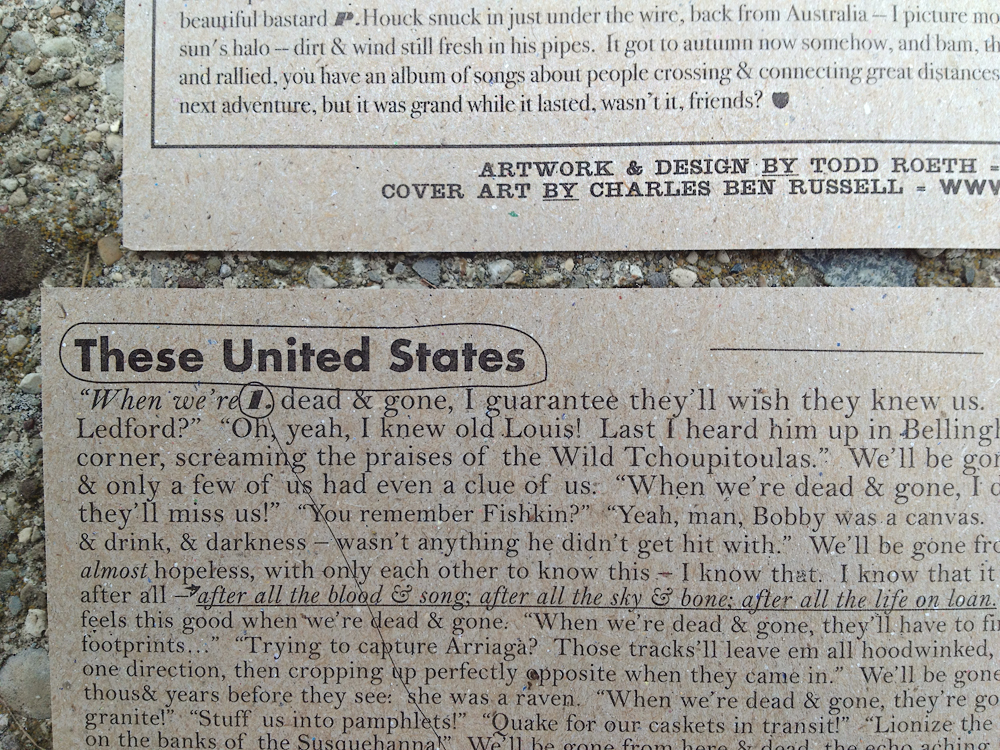 beautiful bastard P. Houck snuck in just under the wire, back from Australia – I picture mo
sun's halo – dirt & wind still fresh in his pipes. It got to autumn now somehow, and bam, th
and rallied, you have an album of songs about people crossing & connecting great distances
next adventure, but it was grand while it lasted, wasn't it, friends?
ARTWORK & DESIGN BY TODD ROETH =
COVER ART BY CHARLES BEN RUSSELL = WWW
These United States
“When we're 1. dead & gone, I guarantee they'll wish they knew us.
Ledford?” “Oh, yeah, I knew old Louis! Last I heard him up in Bellingh
corner, screaming the praises of the Wild Tchoupitoulas.” We'll be gon
& only a few of us had even a clue of us. “When we're dead & gone, I d
they'll miss us!” “You remember Fishkin?” “Yeah, man, Bobby was a canvas.
& drink, & darkness – wasn't anything he didn't get hit with.” We'll be gone fro
almost hopeless, with only each other to know this – I know that. I know that it
after all – after all the blood & song; after all the sky & bone; after all the life on loan.
feels this good when we're dead & gone. “When we're dead & gone, they'll have to fin
footprints...” “Trying to capture Arriaga? Those tracks'll leave em all hoodwinked,
one direction, then cropping up perfectly opposite when they came in.” We'll be gone
thous& years before they see: she was a raven. “When we're dead & gone, they're go
granite!” “Stuff us into pamphlets!” “Quake for our caskets in transit!” “Lionize the
on the banks of the Susquehanna!” We'll be gone from here & dead, the echo thing